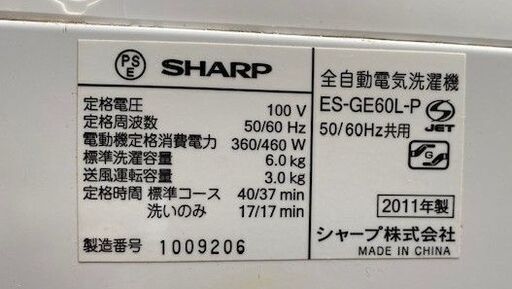 PS
E
SHARP
定格電圧 100 V
定格周波数 50/60 Hz
電動機定格消費電力 360/460 W
標準洗濯容量 6.0kg
送風運転容量 3.0kg
定格時間 標準コース 40/37 min
洗いのみ 17/17 min
製造番号 1009206
全自動電気洗濯機
ES-GE60L-P
50/60Hz共用
S
JET
G
2011年製
シャープ株式会社
MADE IN CHINA